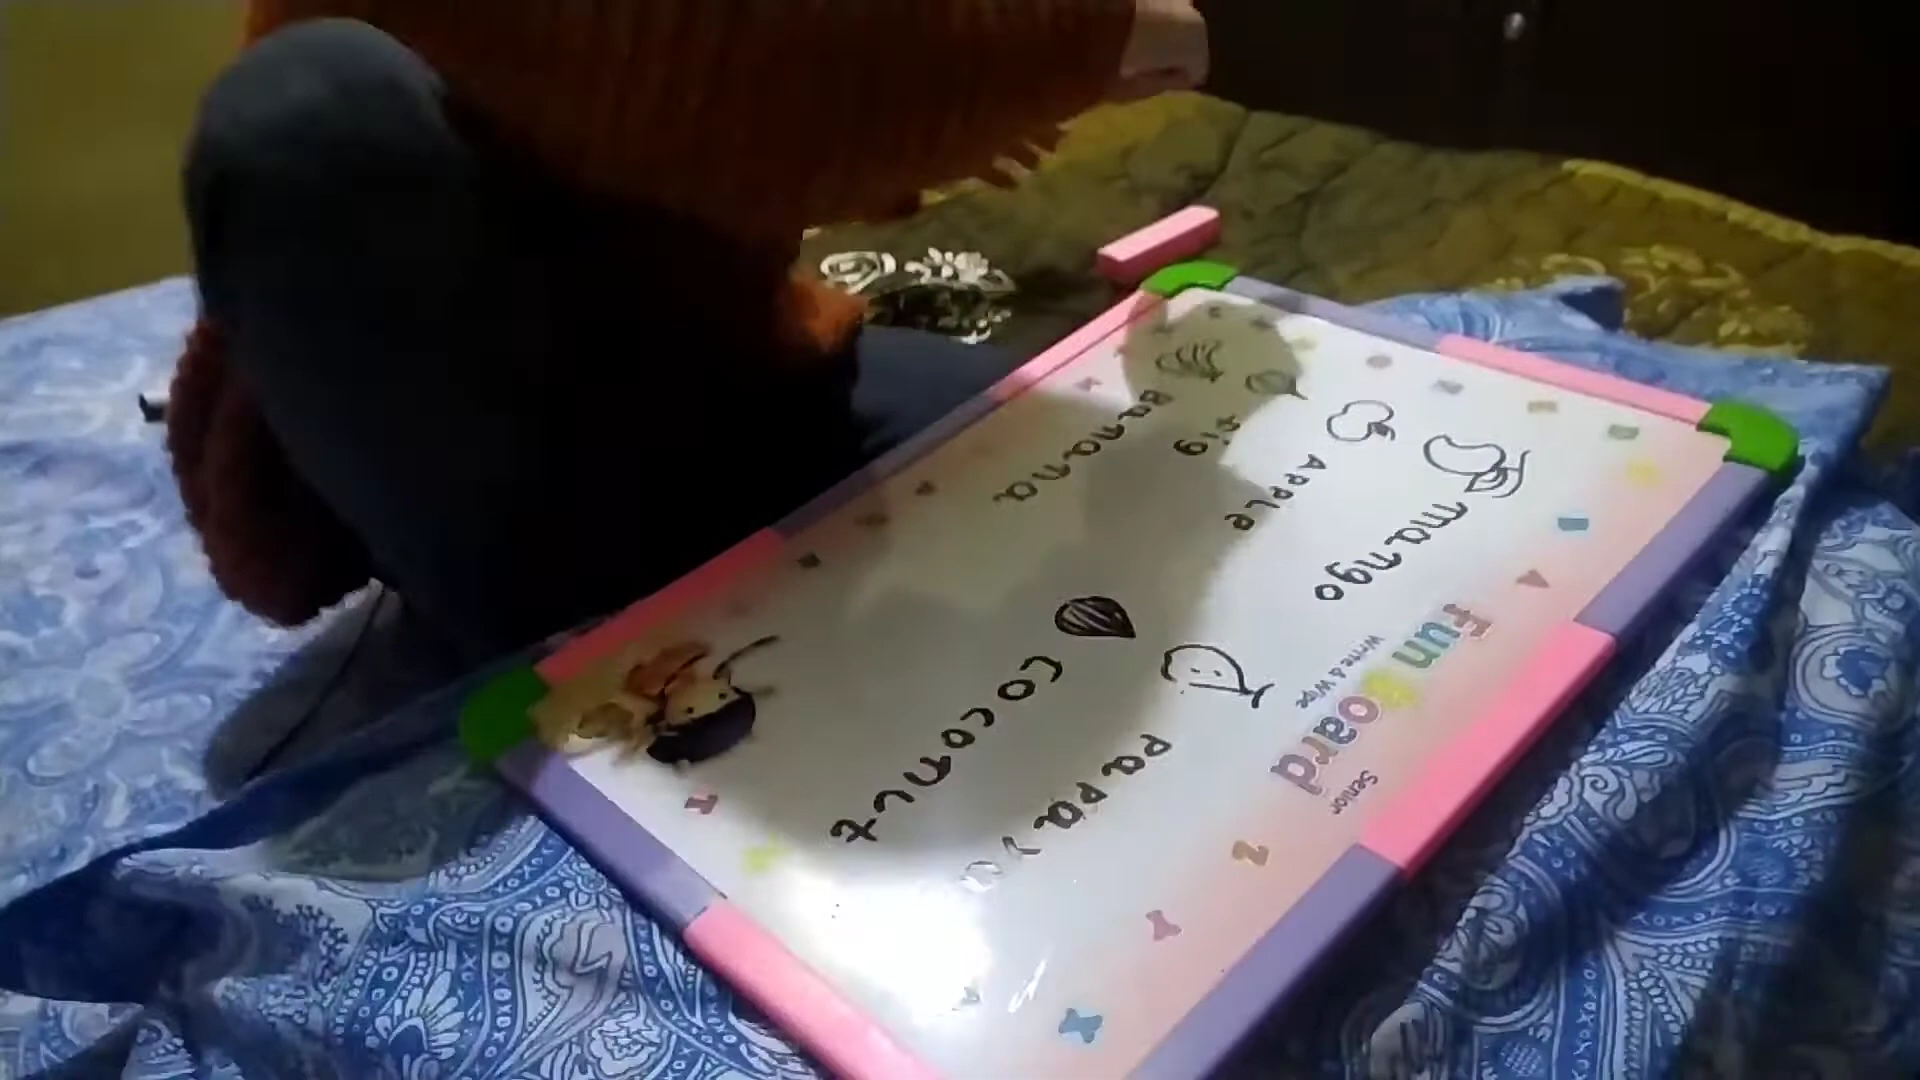 Fun Board
Write & Wipe
Senior
mango
APPLe
Fig
Banana
PaPaya
Coconut